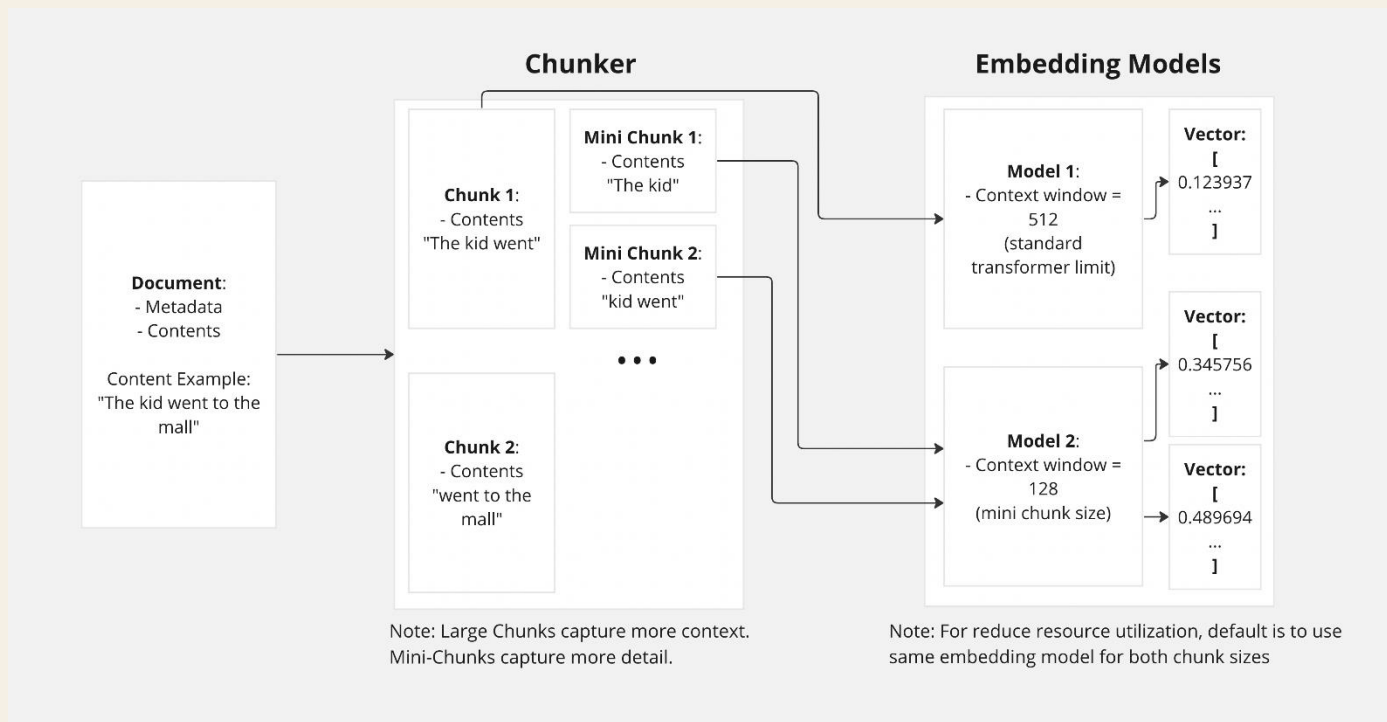 Chunker
Embedding Models
Document:
- Metadata
- Contents
Content Example:
"The kid went to the
mall"
Chunk 1:
- Contents
"The kid went"
Mini Chunk 1:
- Contents
"The kid"
Mini Chunk 2:
- Contents
"kid went"
...
Chunk 2:
- Contents
"went to the
mall"
Note: Large Chunks capture more context.
Mini-Chunks capture more detail.
Model 1:
- Context window =
512
(standard
transformer limit)
Vector:
[
0.123937
...
]
Model 2:
- Context window =
128
(mini chunk size)
Vector:
[
0.345756
...
]
Vector:
[
0.489694
...
]
Note: For reduce resource utilization, default is to use
same embedding model for both chunk sizes